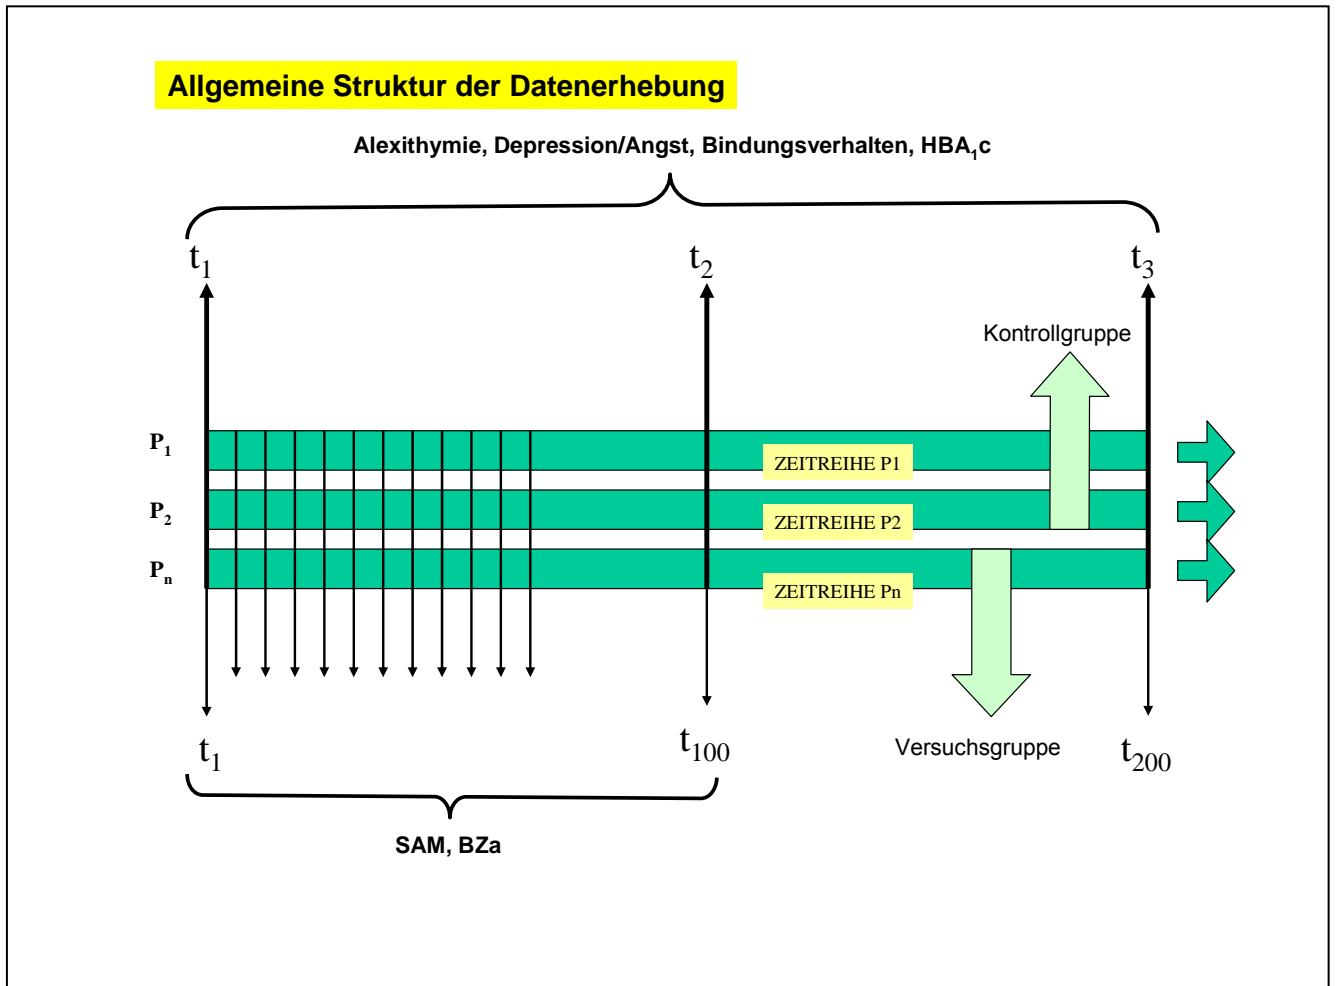 Allgemeine Struktur der Datenerhebung
Alexithymie, Depression/Angst, Bindungsverhalten, HBA₁c
t₁ t₂ t₃
Kontrollgruppe
P₁ ZEITREIHE P1
P₂ ZEITREIHE P2
Pₙ ZEITREIHE Pn
t₁ t₁₀₀ Versuchsgruppe t₂₀₀
SAM, BZa